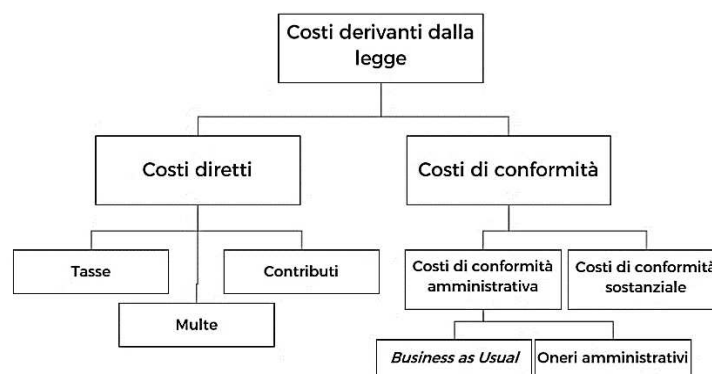 Costi derivanti dalla
legge
Costi diretti
Costi di conformità
Tasse
Contributi
Multe
Costi di conformità
amministrativa
Costi di conformità
sostanziale
Business as Usual
Oneri amministrativi